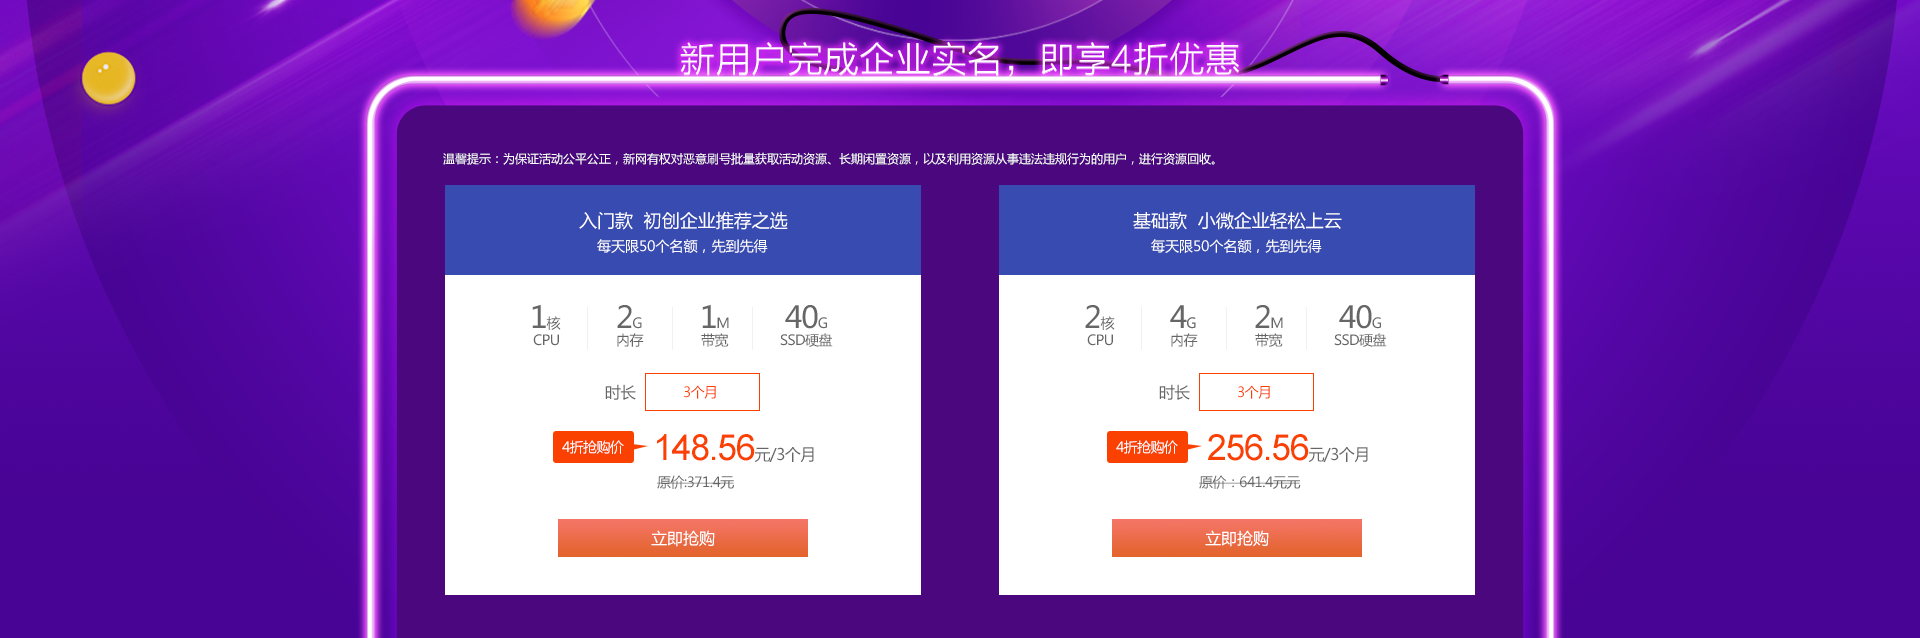 新用户完成企业实名，即享4折优惠
温馨提示：为保证活动公平公正，新网有权对恶意刷号批量获取活动资源、长期闲置资源，以及利用资源从事违法违规行为的用户，进行资源回收。
入门款 初创企业推荐之选
每天限50个名额，先到先得
1核 2G 1M 40G
CPU 内存 带宽 SSD硬盘
时长 3个月
4折抢购价 148.56元/3个月
原价:371.4元
立即抢购
基础款 小微企业轻松上云
每天限50个名额，先到先得
2核 4G 2M 40G
CPU 内存 带宽 SSD硬盘
时长 3个月
4折抢购价 256.56元/3个月
原价：641.4元元
立即抢购